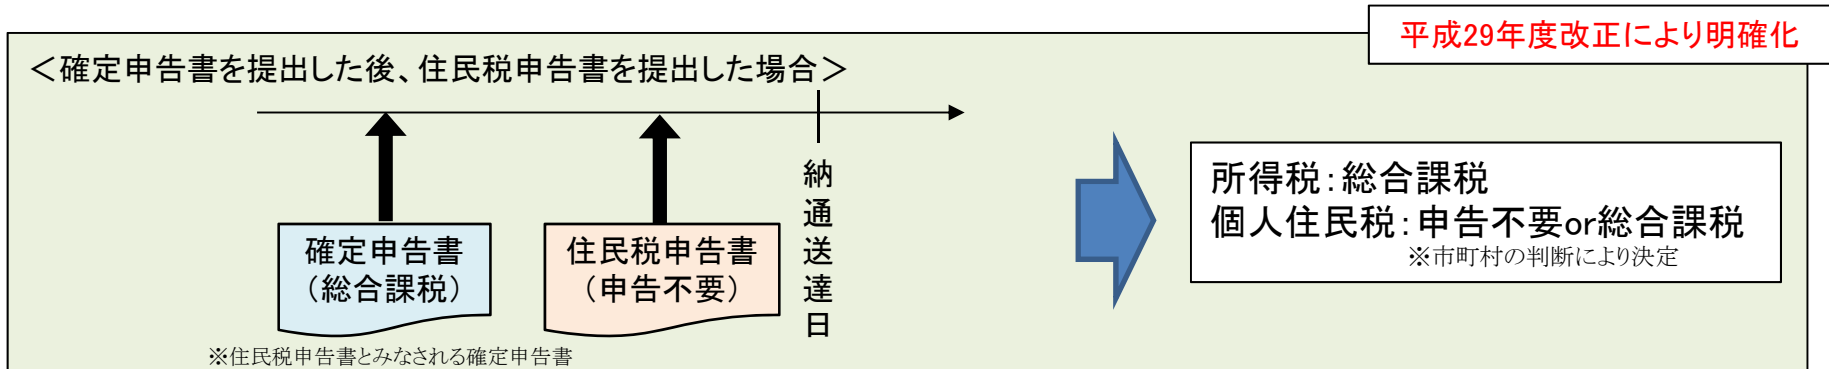 平成29年度改正により明確化
＜確定申告書を提出した後、住民税申告書を提出した場合＞
納通送達日
確定申告書
（総合課税）
住民税申告書
（申告不要）
※住民税申告書とみなされる確定申告書
所得税：総合課税
個人住民税：申告不要or総合課税
※市町村の判断により決定